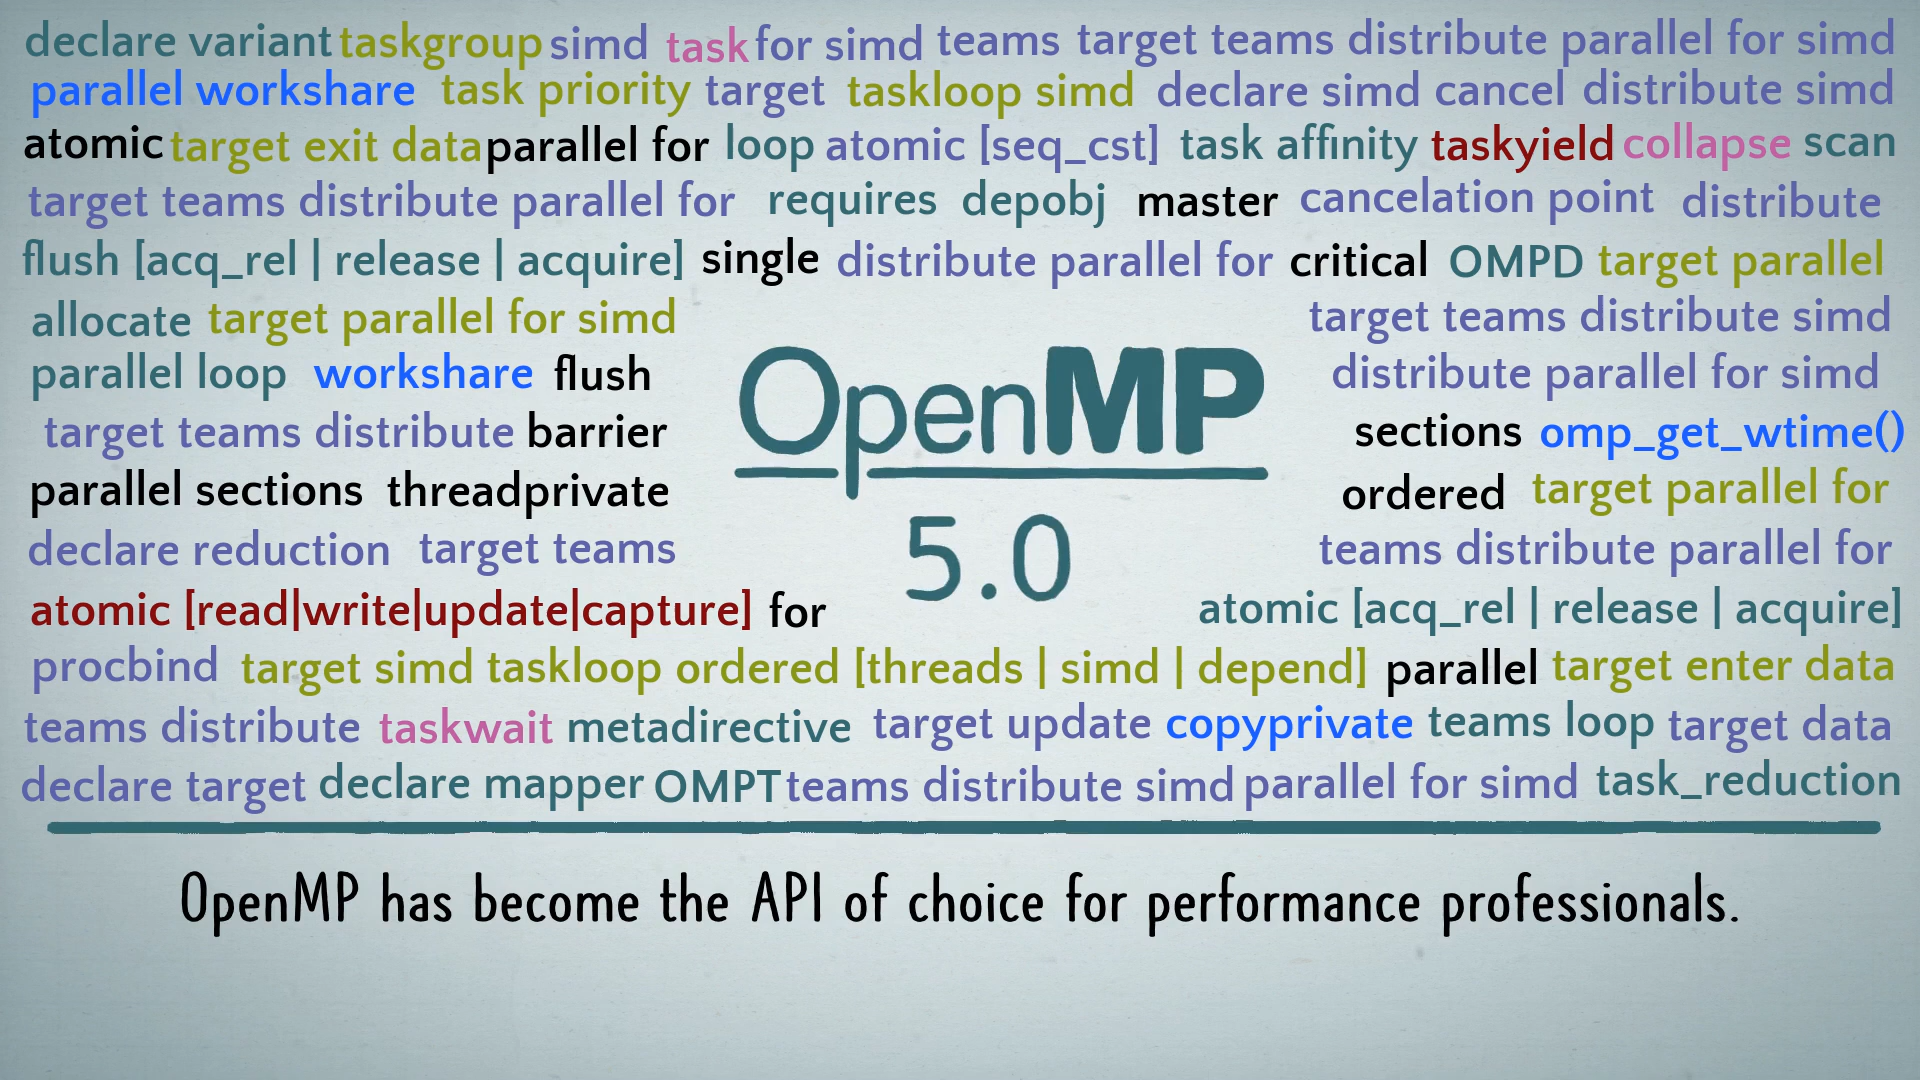 declare variant taskgroup simd task for simd teams target teams distribute parallel for simd
parallel workshare task priority target taskloop simd declare simd cancel distribute simd
atomic target exit data parallel for loop atomic [seq_cst] task affinity taskyield collapse scan
target teams distribute parallel for requires depobj master cancelation point distribute
flush [acq_rel | release | acquire] single distribute parallel for critical OMPD target parallel
allocate target parallel for simd target teams distribute simd
parallel loop workshare flush distribute parallel for simd
OpenMP
target teams distribute barrier sections omp_get_wtime()
parallel sections threadprivate ordered target parallel for
declare reduction target teams teams distribute parallel for
5.0
atomic [read|write|update|capture] for atomic [acq_rel | release | acquire]
procbind target simd taskloop ordered [threads | simd | depend] parallel target enter data
teams distribute taskwait metadirective target update copyprivate teams loop target data
declare target declare mapper OMPT teams distribute simd parallel for simd task_reduction
OpenMP has become the API of choice for performance professionals.